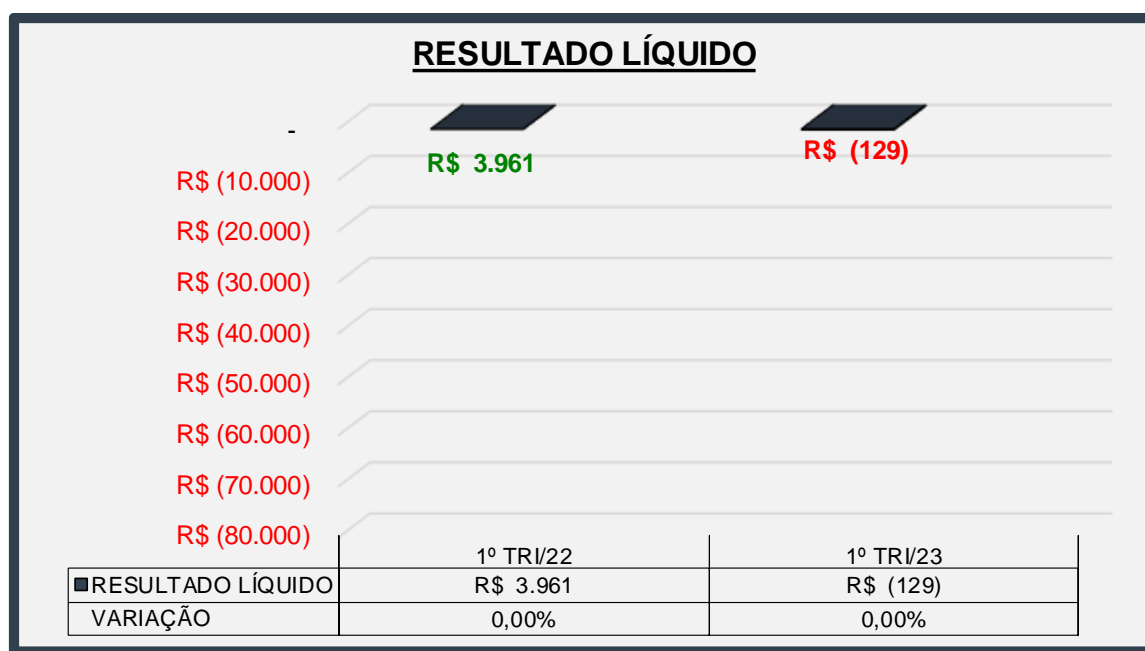 RESULTADO LÍQUIDO
-
R$ 3.961
R$ (129)
R$ (10.000)
R$ (20.000)
R$ (30.000)
R$ (40.000)
R$ (50.000)
R$ (60.000)
R$ (70.000)
R$ (80.000)
1º TRI/22 1º TRI/23
RESULTADO LÍQUIDO R$ 3.961 R$ (129)
VARIAÇÃO 0,00% 0,00%